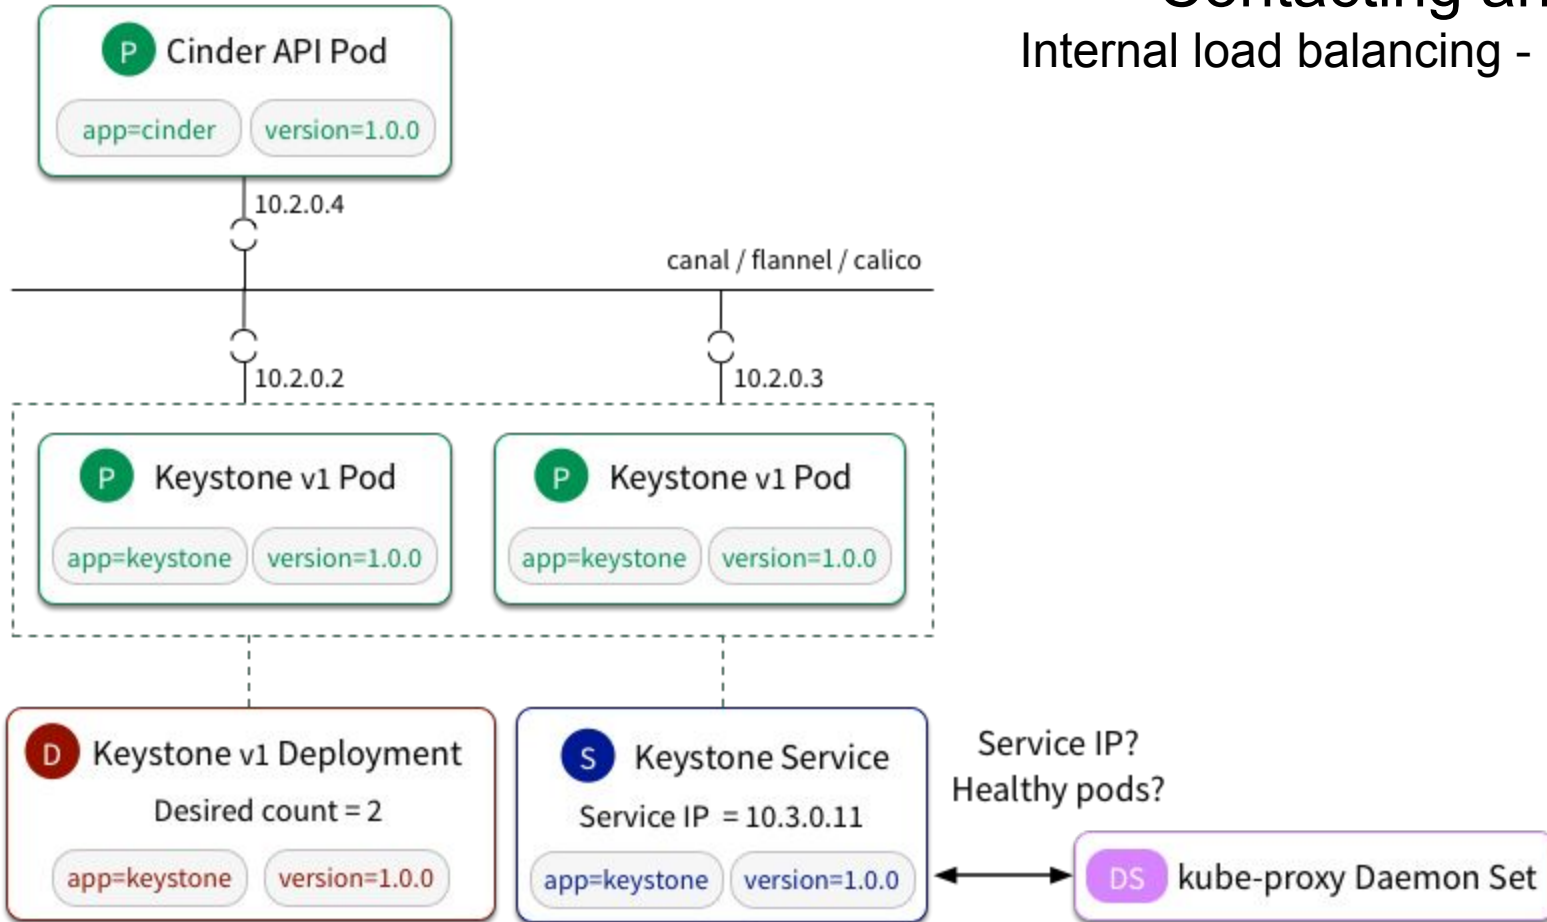 Contacting an
Internal load balancing -
P Cinder API Pod
app=cinder version=1.0.0
10.2.0.4
canal / flannel / calico
10.2.0.2 10.2.0.3
P Keystone v1 Pod
app=keystone version=1.0.0
P Keystone v1 Pod
app=keystone version=1.0.0
D Keystone v1 Deployment
Desired count = 2
app=keystone version=1.0.0
S Keystone Service
Service IP = 10.3.0.11
app=keystone version=1.0.0
Service IP?
Healthy pods?
DS kube-proxy Daemon Set